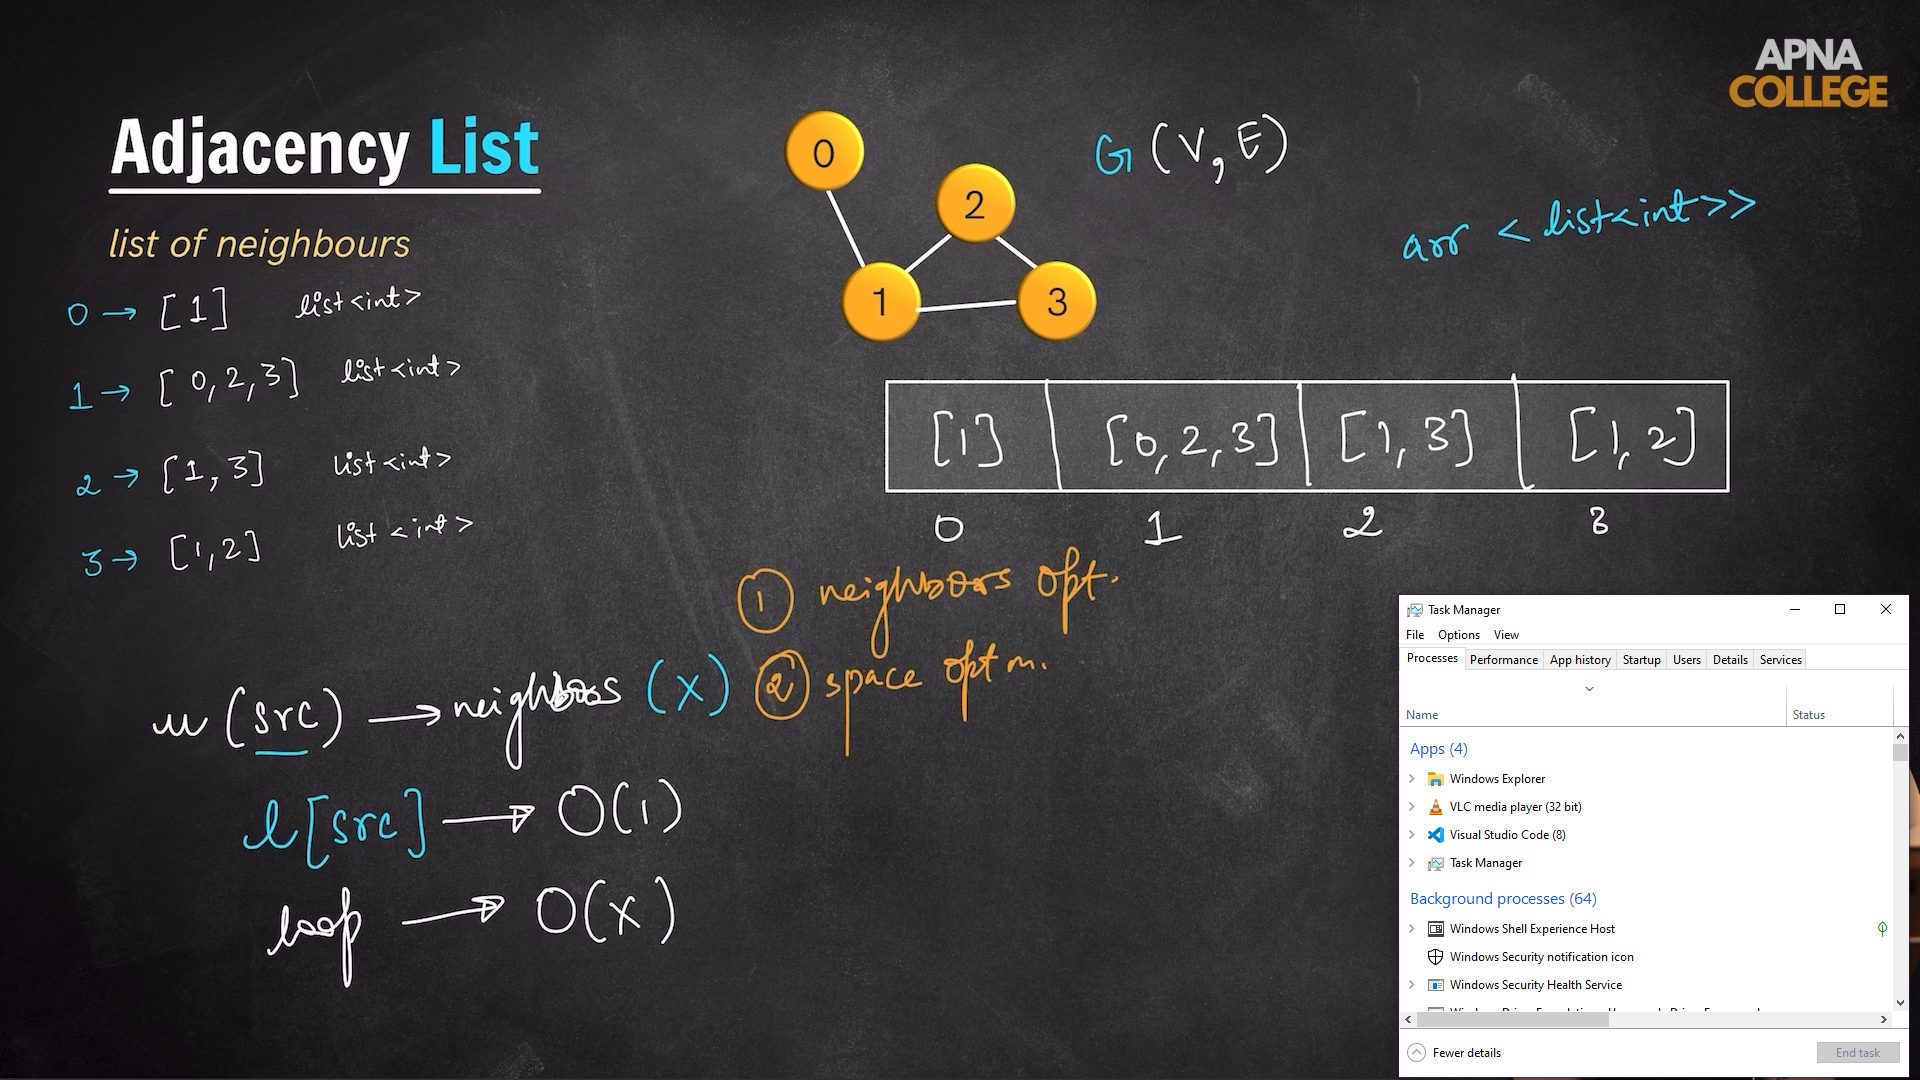 APNA
COLLEGE
Adjacency List
list of neighbours
0 → [1] list<int>
1 → [0,2,3] list<int>
2 → [1,3] list<int>
3 → [1,2] list<int>
0
2
1
3
G (V, E)
arr < list<int>>
[1] [0,2,3] [1,3] [1,2]
0 1 2 3
① neighbors opt.
② space optm.
(src) → neighbors (x)
l[src] → O(1)
loop → O(x)
Task Manager
File Options View
Processes Performance App history Startup Users Details Services
Name Status
Apps (4)
Windows Explorer
VLC media player (32 bit)
Visual Studio Code (8)
Task Manager
Background processes (64)
Windows Shell Experience Host
Windows Security notification icon
Windows Security Health Service
Fewer details
End task